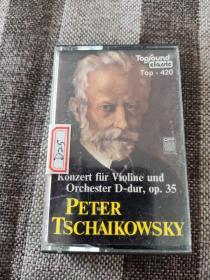 Topsound
classic
Top - 420
Konzert für Violine und
Orchester D-dur, op. 35
PETER
TSCHAIKOWSKY